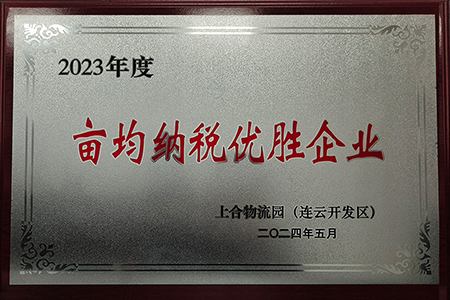 2023年度
亩均纳税优胜企业
上合物流园（连云开发区）
二〇二四年五月